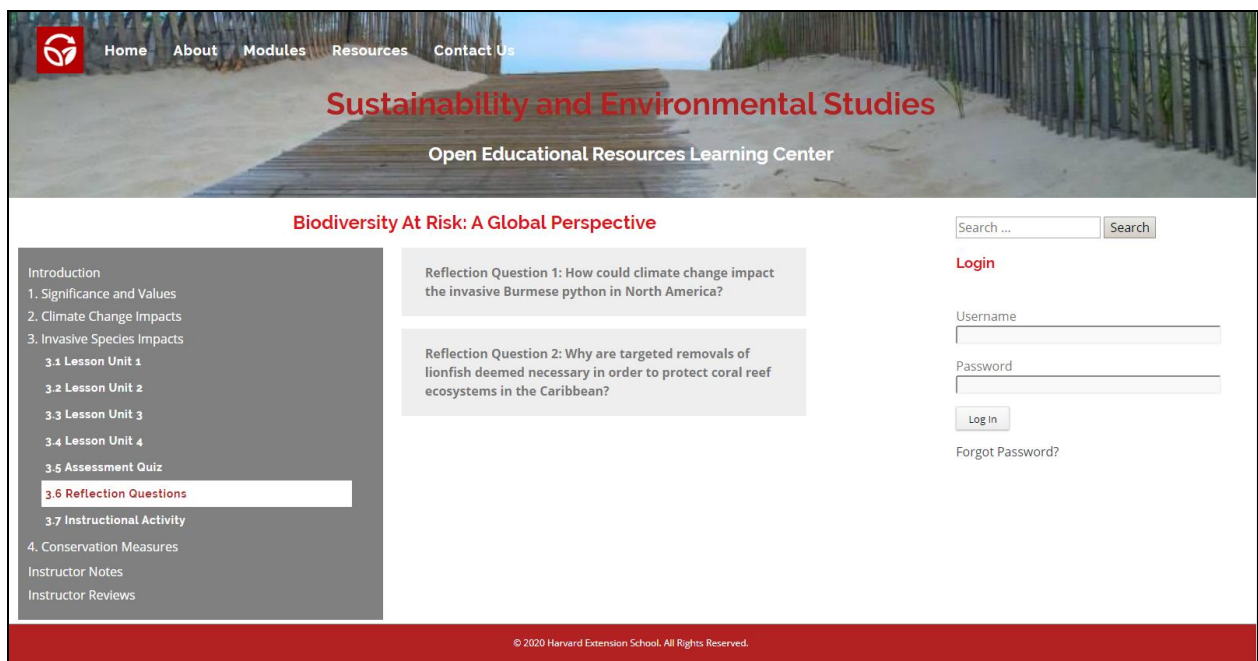 Home About Modules Resources Contact Us
Sustainability and Environmental Studies
Open Educational Resources Learning Center
Biodiversity At Risk: A Global Perspective
Introduction
1. Significance and Values
2. Climate Change Impacts
3. Invasive Species Impacts
3.1 Lesson Unit 1
3.2 Lesson Unit 2
3.3 Lesson Unit 3
3.4 Lesson Unit 4
3.5 Assessment Quiz
3.6 Reflection Questions
3.7 Instructional Activity
4. Conservation Measures
Instructor Notes
Instructor Reviews
Reflection Question 1: How could climate change impact
the invasive Burmese python in North America?
Reflection Question 2: Why are targeted removals of
lionfish deemed necessary in order to protect coral reef
ecosystems in the Caribbean?
Search ... Search
Login
Username
Password
Log In
Forgot Password?
© 2020 Harvard Extension School. All Rights Reserved.